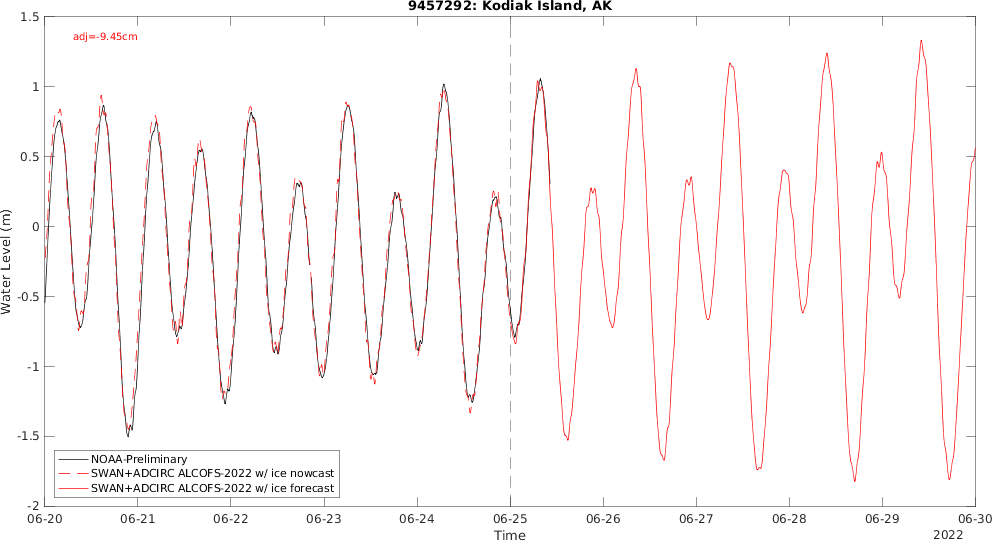 9457292: Kodiak Island, AK
1.5
adj=-9.45cm
1
0.5
0
-0.5
-1
-1.5
-2
Water Level (m)
NOAA-Preliminary
SWAN+ADCIRC ALCOFS-2022 w/ ice nowcast
SWAN+ADCIRC ALCOFS-2022 w/ ice forecast
06-20 06-21 06-22 06-23 06-24 06-25 06-26 06-27 06-28 06-29 06-30
Time
2022